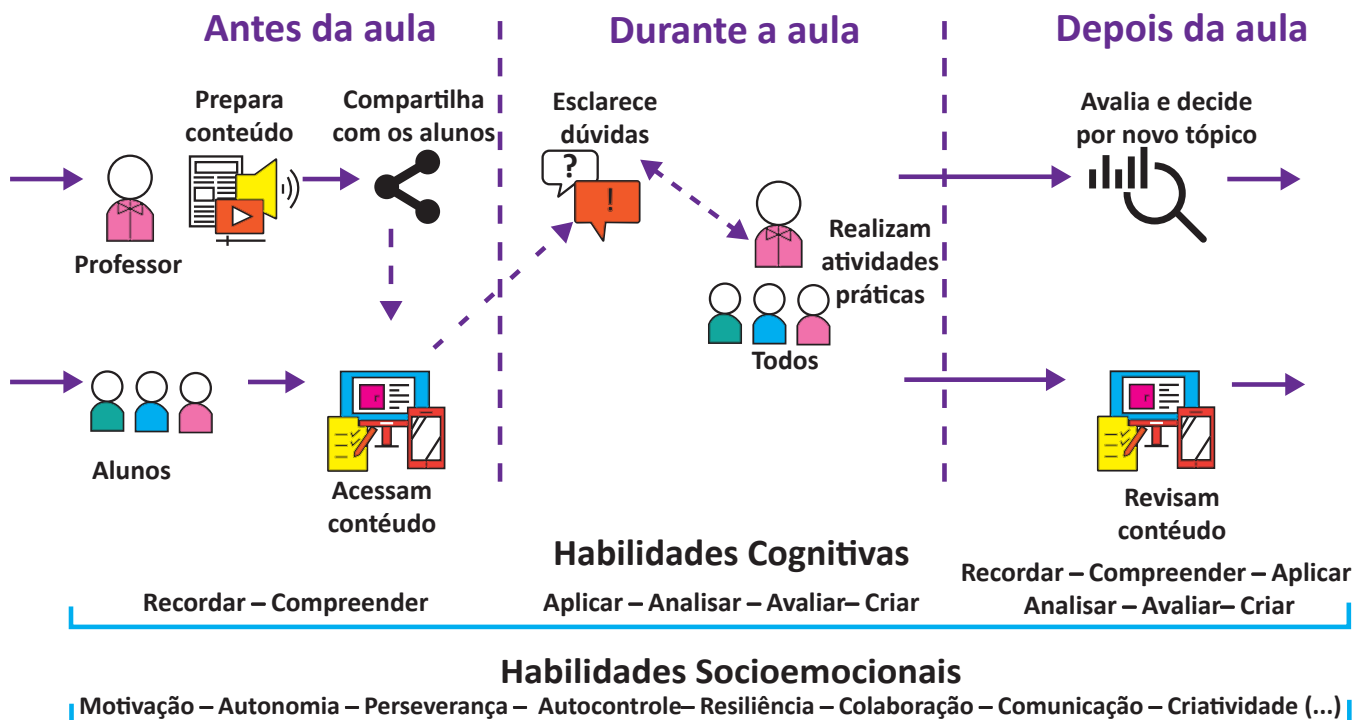 Antes da aula
Durante a aula
Depois da aula
Prepara
conteúdo
Compartilha
com os alunos
Professor
Alunos
Acessam
contéudo
Esclarece
dúvidas
?
!
Realizam
atividades
práticas
Todos
Avalia e decide
por novo tópico
Revisam
contéudo
Habilidades Cognitivas
Recordar – Compreender
Aplicar – Analisar – Avaliar– Criar
Recordar – Compreender – Aplicar
Analisar – Avaliar– Criar
Habilidades Socioemocionais
Motivação – Autonomia – Perseverança – Autocontrole– Resiliência – Colaboração – Comunicação – Criatividade (...)